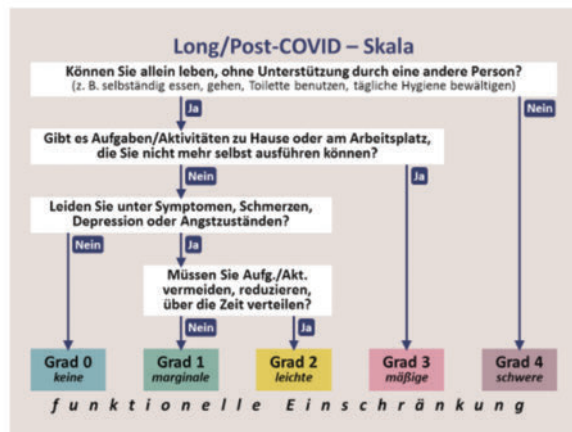 Long/Post-COVID – Skala
Können Sie allein leben, ohne Unterstützung durch eine andere Person?
(z. B. selbständig essen, gehen, Toilette benutzen, tägliche Hygiene bewältigen)
Ja
Nein
Gibt es Aufgaben/Aktivitäten zu Hause oder am Arbeitsplatz,
die Sie nicht mehr selbst ausführen können?
Nein
Ja
Leiden Sie unter Symptomen, Schmerzen,
Depression oder Angstzuständen?
Nein
Ja
Müssen Sie Aufg./Akt.
vermeiden, reduzieren,
über die Zeit verteilen?
Nein
Ja
Grad 0
keine
Grad 1
marginale
Grad 2
leichte
Grad 3
mäßige
Grad 4
schwere
funktionelle Einschränkung